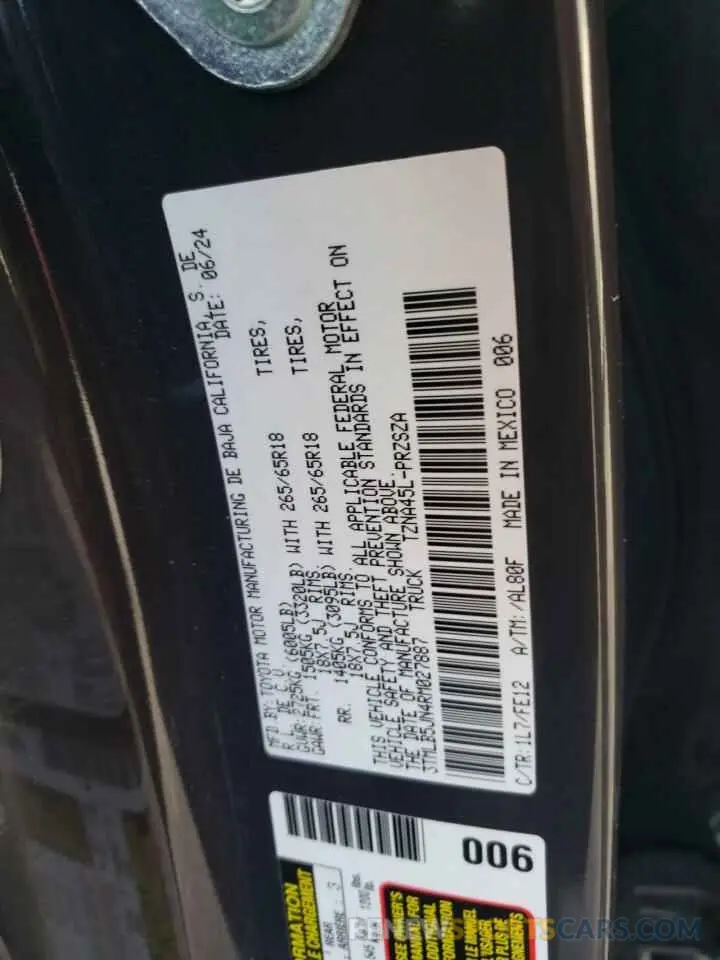 MFD BY: TOYOTA MOTOR MANUFACTURING DE BAJA CALIFORNIA, S. DE
R. L. DE C.V. DATE: 06/24
GVWR: 2725KG (6005LB)
GAWR FRT. 1505KG (3320LB) WITH 265/65R18 TIRES,
18X7.5J RIMS,
RR. 1405KG (3095LB) WITH 265/65R18 TIRES,
18X7.5J RIMS
THIS VEHICLE CONFORMS TO ALL APPLICABLE FEDERAL MOTOR
VEHICLE SAFETY AND THEFT PREVENTION STANDARDS IN EFFECT ON
THE DATE OF MANUFACTURE SHOWN ABOVE.
3TMLB5JN4RM027887 TRUCK TZNA45L-PRZSZA
C/TR: 1L7/FE12 A/TM: /AL80F MADE IN MEXICO 006
006
REAR
ARRIERE 3